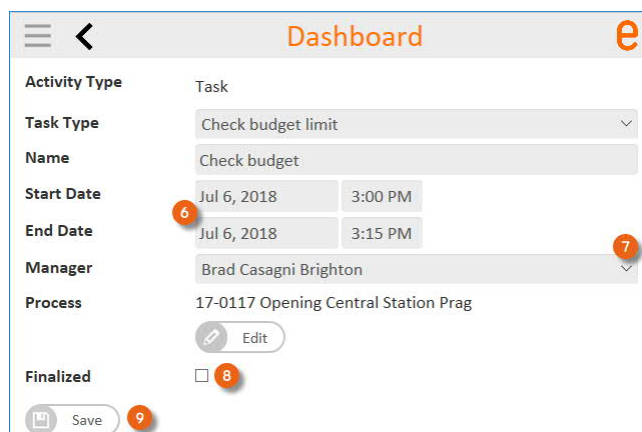 Dashboard e
Activity Type Task
Task Type Check budget limit
Name Check budget
Start Date Jul 6, 2018 3:00 PM
6
End Date Jul 6, 2018 3:15 PM
7
Manager Brad Casagni Brighton
Process 17-0117 Opening Central Station Prag
Edit
Finalized 8
Save 9